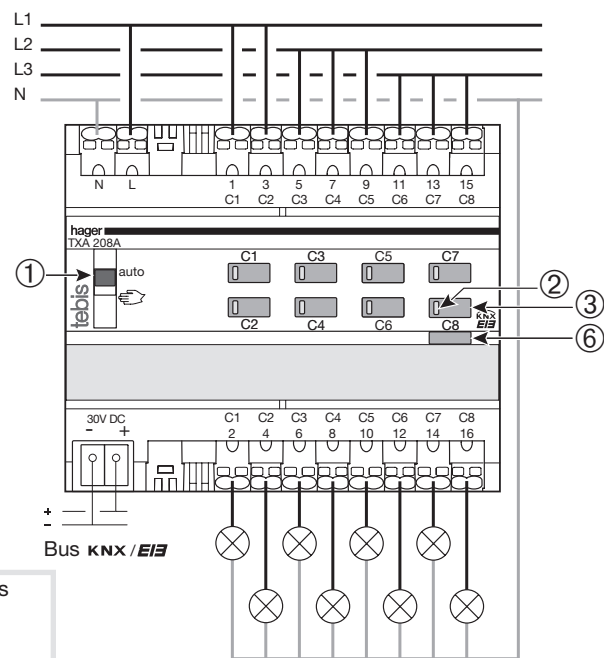 L1
L2
L3
N
N L 1 3 5 7 9 11 13 15
C1 C2 C3 C4 C5 C6 C7 C8
hager
TXA 208A
tebis
auto
C1 C3 C5 C7
C2 C4 C6 C8
KNX
EIB
① ② ③ ⑥
30V DC
- +
C1 C2 C3 C4 C5 C6 C7 C8
2 4 6 8 10 12 14 16
+
-
Bus KNX / EIB
s